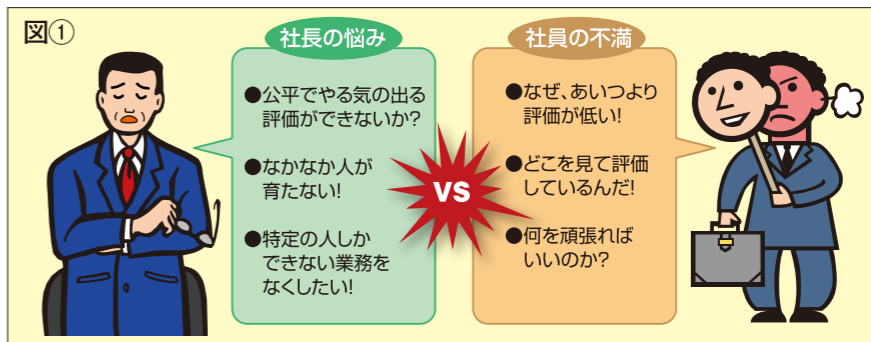 図①
社長の悩み
●公平でやる気の出る
評価ができないか?
●なかなか人が
育たない!
●特定の人しか
できない業務を
なくしたい!
VS
社員の不満
●なぜ、あいつより
評価が低い!
●どこを見て評価
しているんだ!
●何を頑張れば
いいのか?